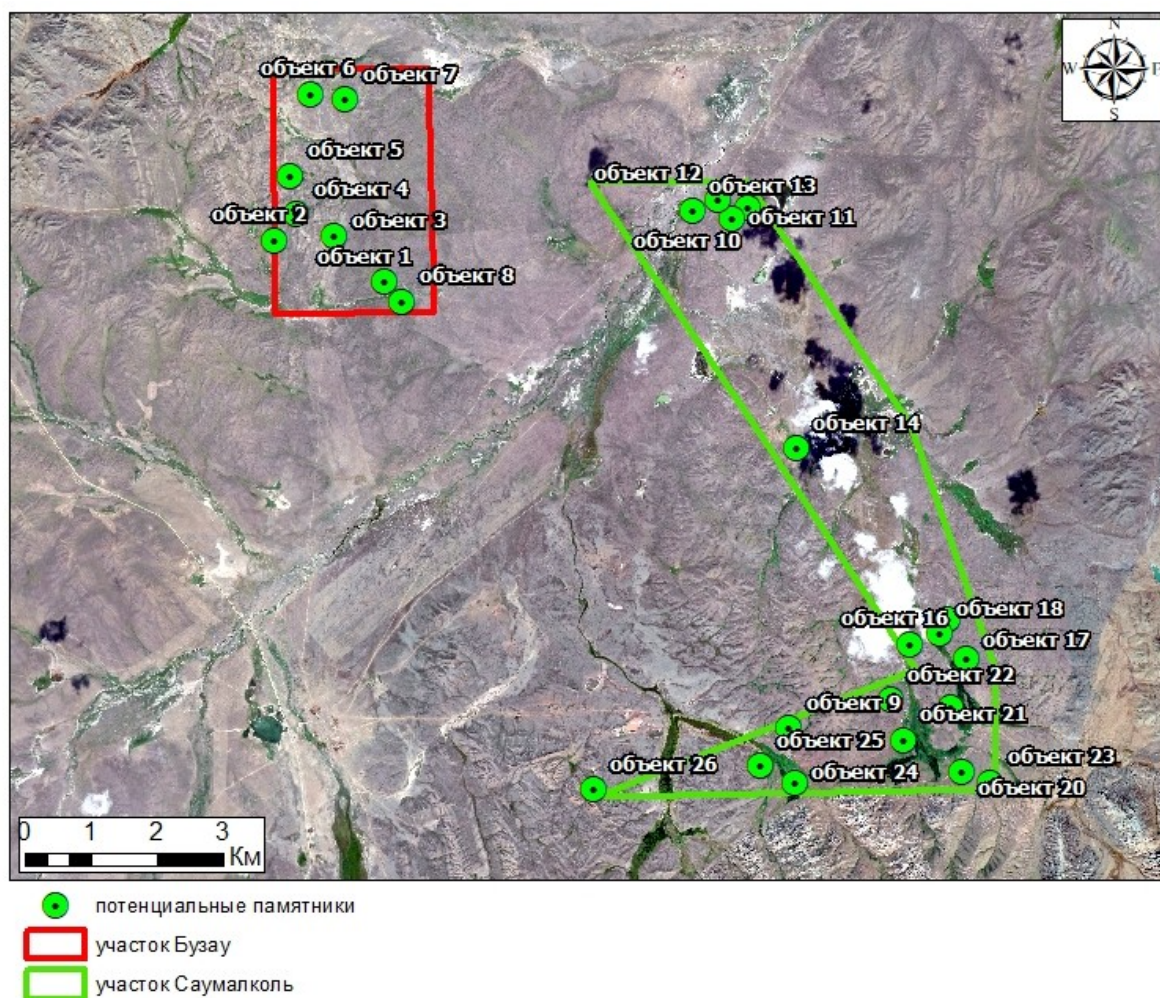 N
W
E
S
объект 6
объект 7
объект 5
объект 4
объект 2
объект 3
объект 1
объект 8
объект 12
объект 13
объект 11
объект 10
объект 14
объект 18
объект 16
объект 17
объект 22
объект 9
объект 21
объект 25
объект 23
объект 26
объект 24
объект 20
0 1 2 3
Км
потенциальные памятники
участок Бузау
участок Саумалколь